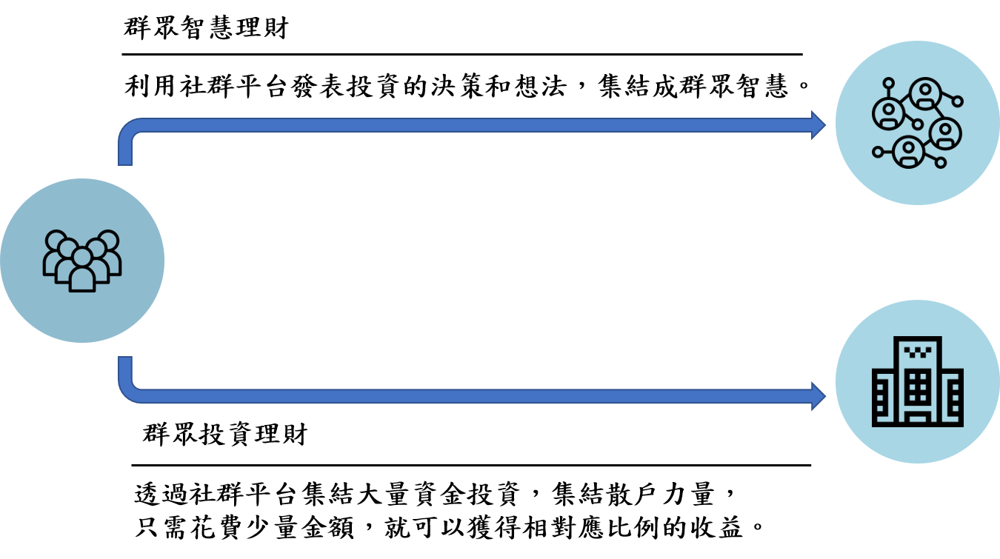 群眾智慧理財
利用社群平台發表投資的決策和想法，集結成群眾智慧。
群眾投資理財
透過社群平台集結大量資金投資，集結散戶力量，
只需花費少量金額，就可以獲得相對應比例的收益。